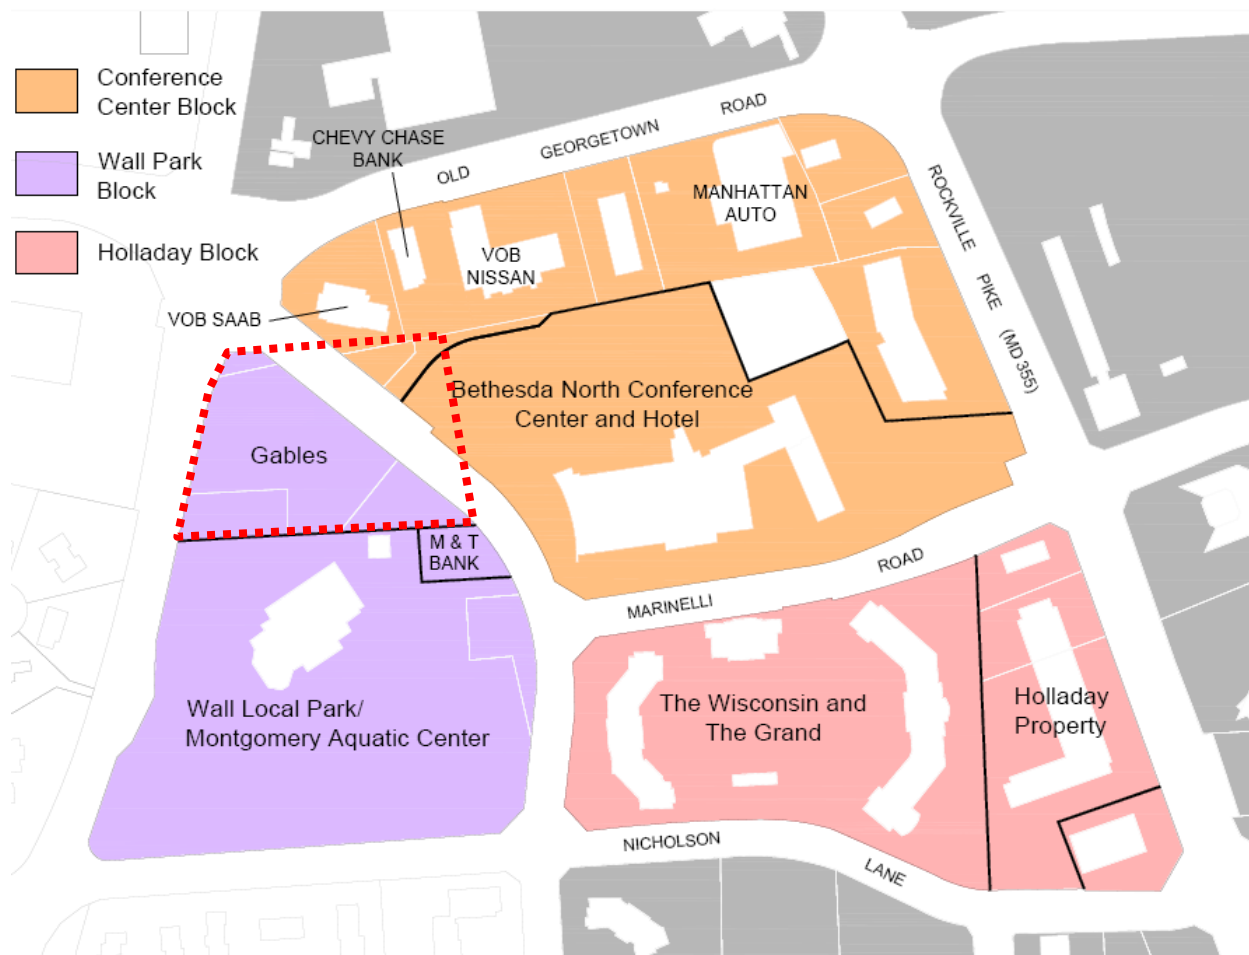 Conference
Center Block
Wall Park
Block
Holladay Block
CHEVY CHASE
BANK
OLD
GEORGETOWN
ROAD
MANHATTAN
AUTO
ROCKVILLE
PIKE
(MD 355)
VOB
NISSAN
VOB SAAB
Bethesda North Conference
Center and Hotel
Gables
M & T
BANK
MARINELLI
ROAD
Wall Local Park/
Montgomery Aquatic Center
The Wisconsin and
The Grand
Holladay
Property
NICHOLSON
LANE